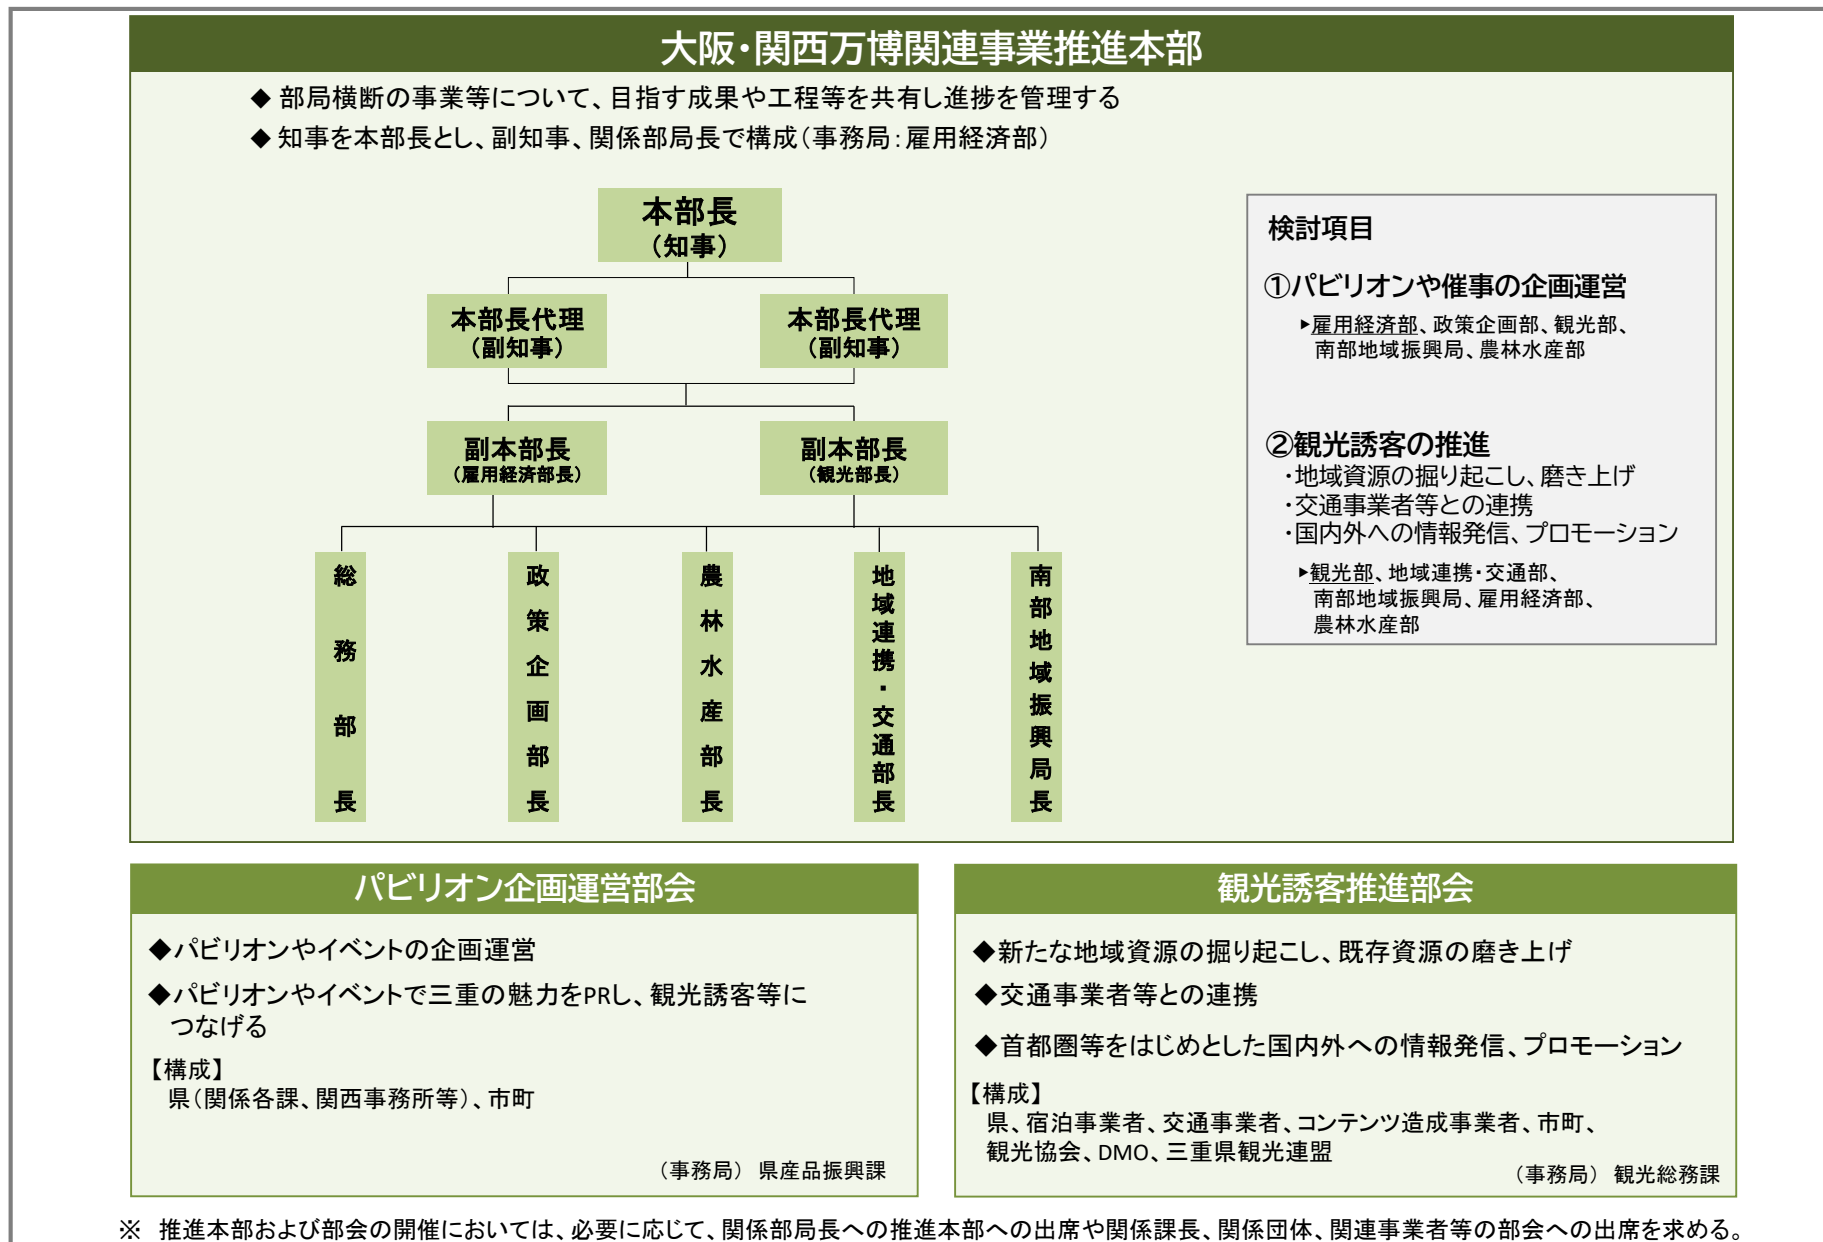 大阪・関西万博関連事業推進本部
◆ 部局横断の事業等について、目指す成果や工程等を共有し進捗を管理する
◆ 知事を本部長とし、副知事、関係部局長で構成（事務局：雇用経済部）
本部長
（知事）
本部長代理
（副知事）
本部長代理
（副知事）
副本部長
（雇用経済部長）
副本部長
（観光部長）
総務部長
政策企画部長
農林水産部長
地域連携・交通部長
南部地域振興局長
検討項目
①パビリオンや催事の企画運営
▶雇用経済部、政策企画部、観光部、
南部地域振興局、農林水産部
②観光誘客の推進
・地域資源の掘り起こし、磨き上げ
・交通事業者等との連携
・国内外への情報発信、プロモーション
▶観光部、地域連携・交通部、
南部地域振興局、雇用経済部、
農林水産部
パビリオン企画運営部会
◆パビリオンやイベントの企画運営
◆パビリオンやイベントで三重の魅力をPRし、観光誘客等に
つなげる
【構成】
県（関係各課、関西事務所等）、市町
（事務局） 県産品振興課
観光誘客推進部会
◆新たな地域資源の掘り起こし、既存資源の磨き上げ
◆交通事業者等との連携
◆首都圏等をはじめとした国内外への情報発信、プロモーション
【構成】
県、宿泊事業者、交通事業者、コンテンツ造成事業者、市町、
観光協会、DMO、三重県観光連盟
（事務局） 観光総務課
※ 推進本部および部会の開催においては、必要に応じて、関係部局長への推進本部への出席や関係課長、関係団体、関連事業者等の部会への出席を求める。